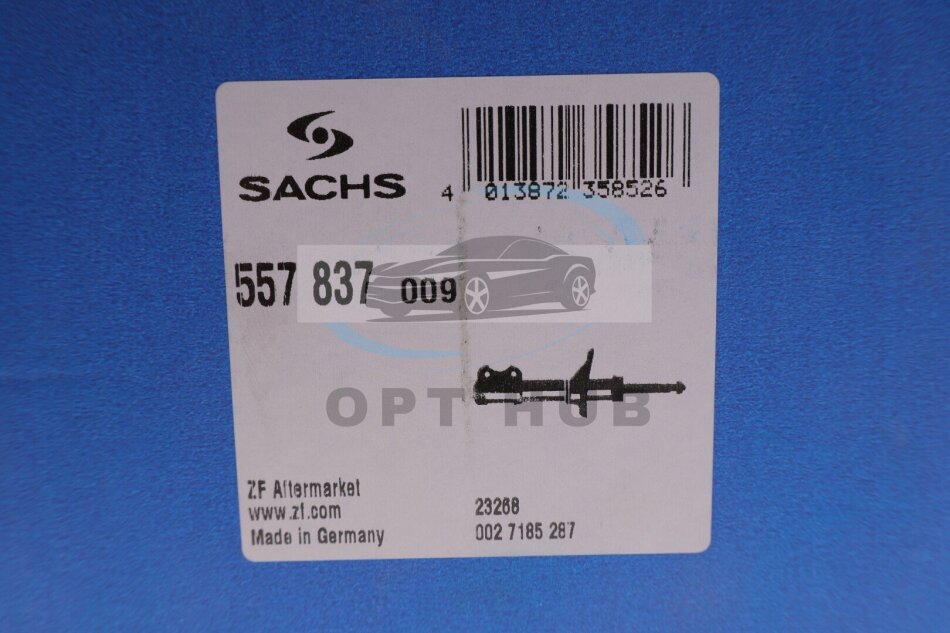 SACHS
4 013872 358526
557 837 009
OPT HUB
ZF Aftermarket
www.zf.com
Made in Germany
23268
002 7185 287